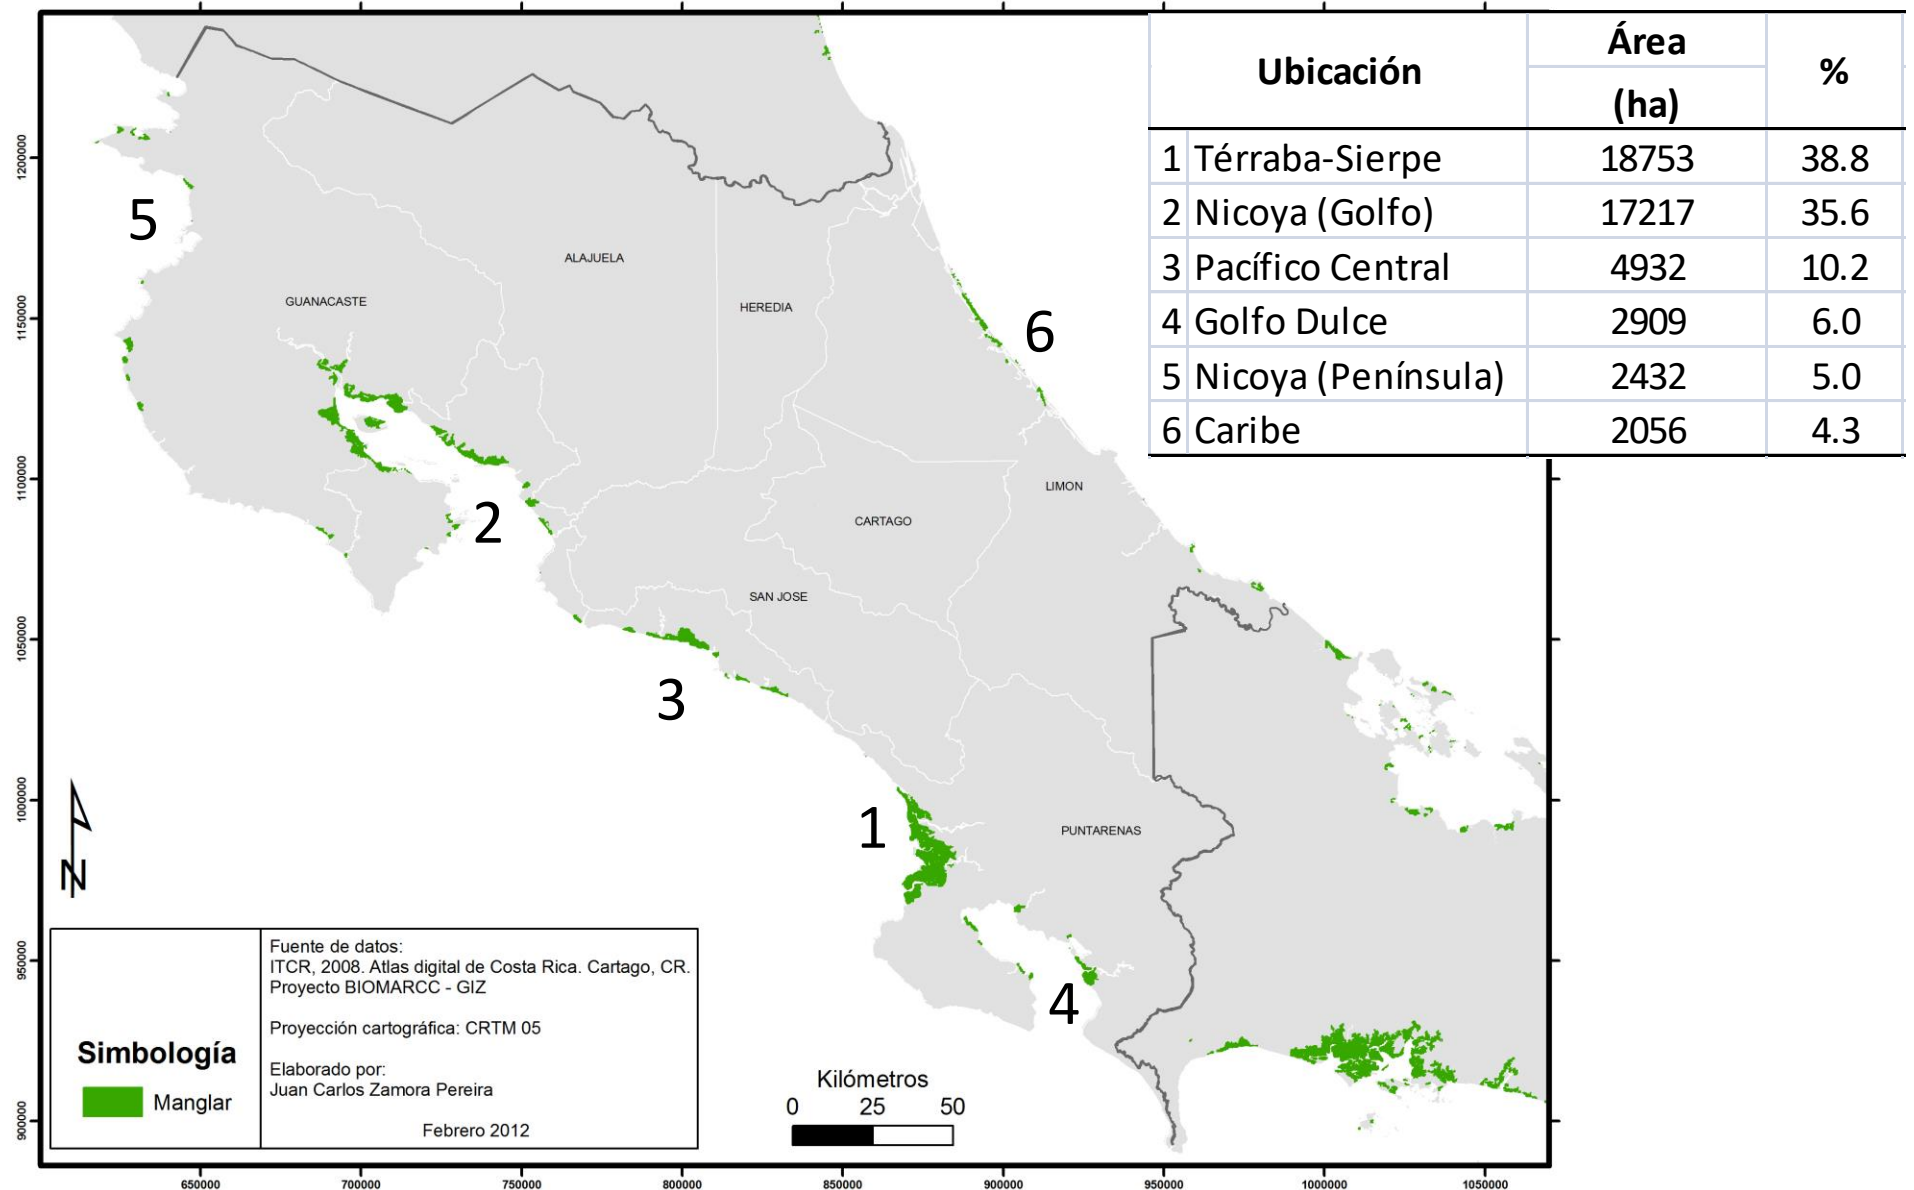 Ubicación Área (ha) %
1 Térraba-Sierpe 18753 38.8
2 Nicoya (Golfo) 17217 35.6
3 Pacífico Central 4932 10.2
4 Golfo Dulce 2909 6.0
5 Nicoya (Península) 2432 5.0
6 Caribe 2056 4.3
5
ALAJUELA
GUANACASTE
HEREDIA
6
LIMON
2
CARTAGO
SAN JOSE
3
1
PUNTARENAS
4
N
1200000
1150000
1100000
1050000
1000000
950000
900000
Simbología
Manglar
Fuente de datos:
ITCR, 2008. Atlas digital de Costa Rica. Cartago, CR.
Proyecto BIOMARCC - GIZ
Proyección cartográfica: CRTM 05
Elaborado por:
Juan Carlos Zamora Pereira
Febrero 2012
Kilómetros
0 25 50
650000 700000 750000 800000 850000 900000 950000 1000000 1050000